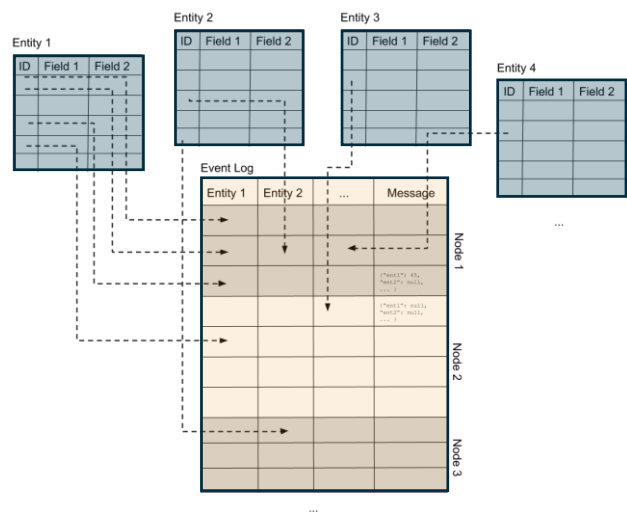 Entity 1
ID Field 1 Field 2
Entity 2
ID Field 1 Field 2
Entity 3
ID Field 1 Field 2
Entity 4
ID Field 1 Field 2
...
Event Log
Entity 1 Entity 2 ... Message
{"ent1": 45,
"ent2": null,
... }
{"ent1": null,
"ent2": null,
... }
Node 1
Node 2
Node 3
...